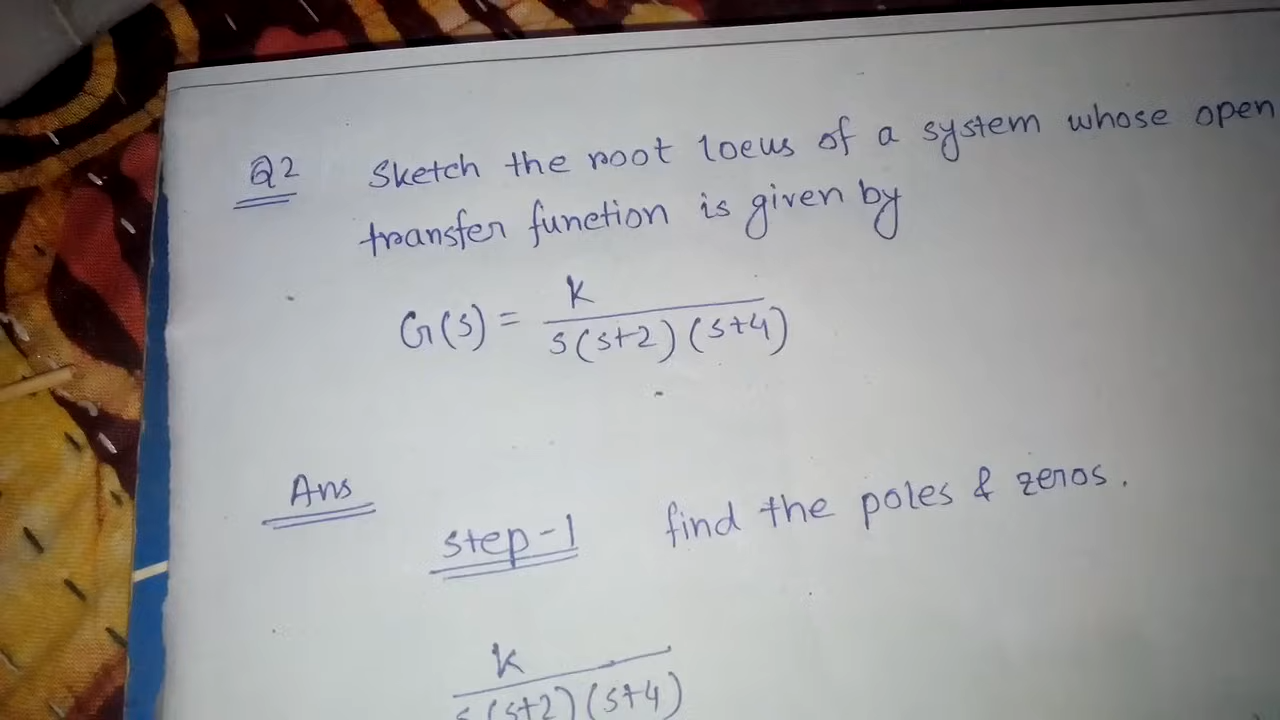 Q2 Sketch the root locus of a system whose open
transfer function is given by
G(s) = k / s(s+2)(s+4)
Ans
step-1 find the poles & zeros.
k / s(s+2)(s+4)